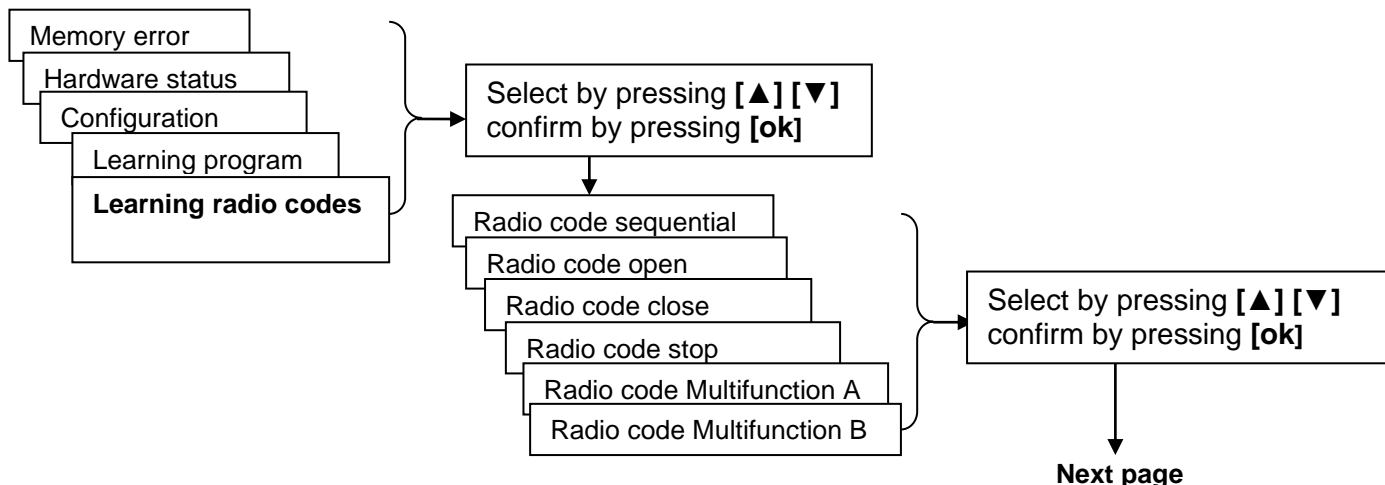 Memory error
Hardware status
Configuration
Learning program
Learning radio codes
Select by pressing [▲] [▼]
confirm by pressing [ok]
Radio code sequential
Radio code open
Radio code close
Radio code stop
Radio code Multifunction A
Radio code Multifunction B
Select by pressing [▲] [▼]
confirm by pressing [ok]
Next page